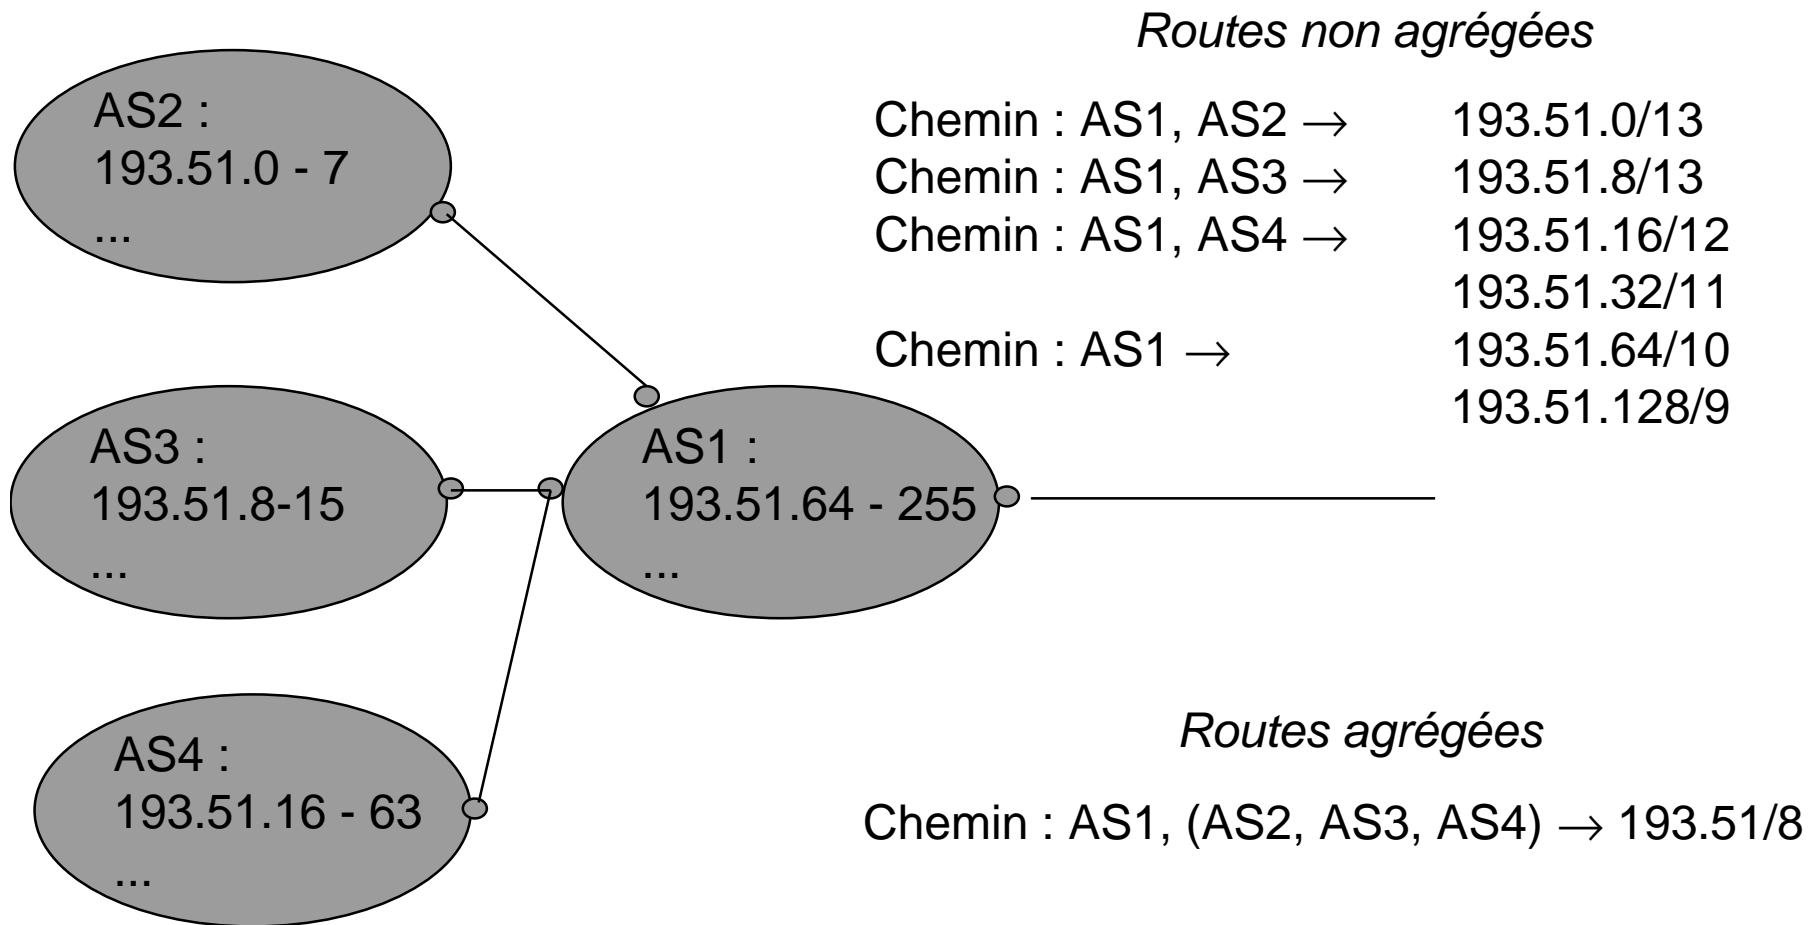 Routes non agrégées
AS2 :
193.51.0 - 7
...
Chemin : AS1, AS2 → 193.51.0/13
Chemin : AS1, AS3 → 193.51.8/13
Chemin : AS1, AS4 → 193.51.16/12
193.51.32/11
Chemin : AS1 → 193.51.64/10
193.51.128/9
AS3 :
193.51.8-15
...
AS1 :
193.51.64 - 255
...
AS4 :
193.51.16 - 63
...
Routes agrégées
Chemin : AS1, (AS2, AS3, AS4) → 193.51/8